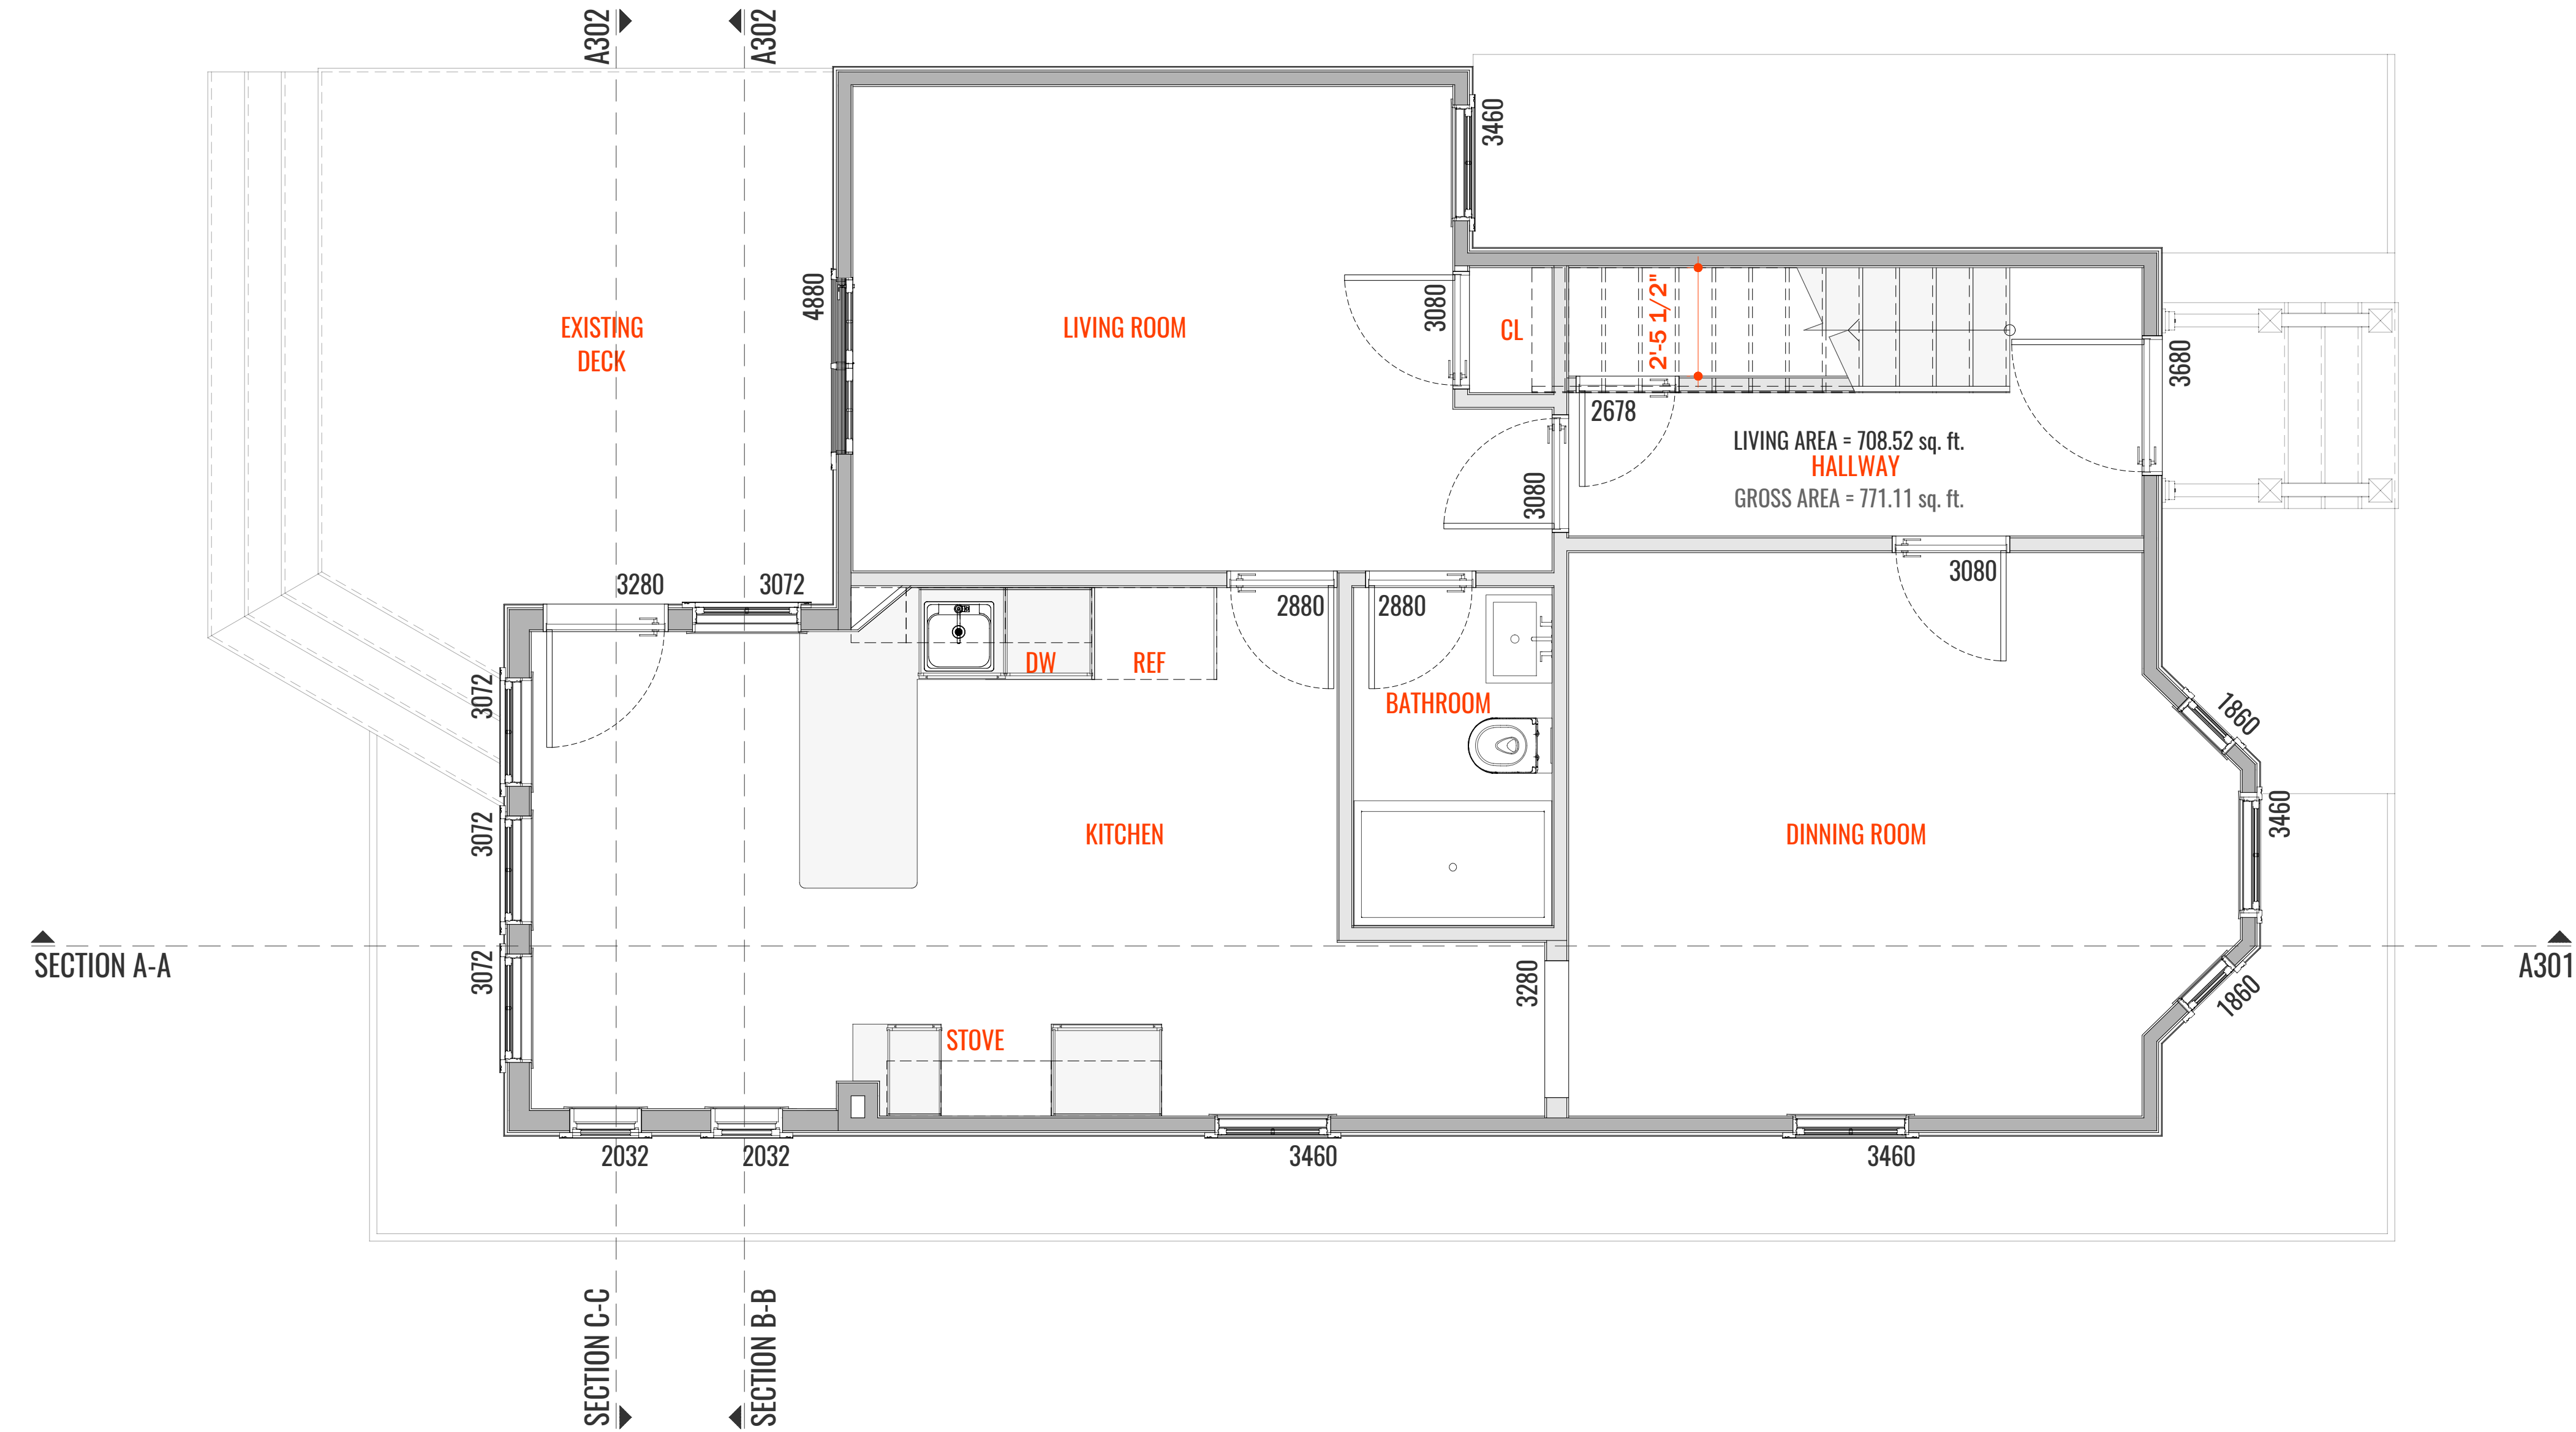 A302
A302
3460
4880
EXISTING
DECK
LIVING ROOM
3080
CL
2'-5 1/2"
3680
2678
LIVING AREA = 708.52 sq. ft.
HALLWAY
GROSS AREA = 771.11 sq. ft.
3080
3280
3072
2880
2880
3080
3072
DW
REF
BATHROOM
1860
3072
KITCHEN
DINNING ROOM
3460
SECTION A-A
3072
3280
1860
A301
STOVE
2032
2032
3460
3460
SECTION C-C
SECTION B-B